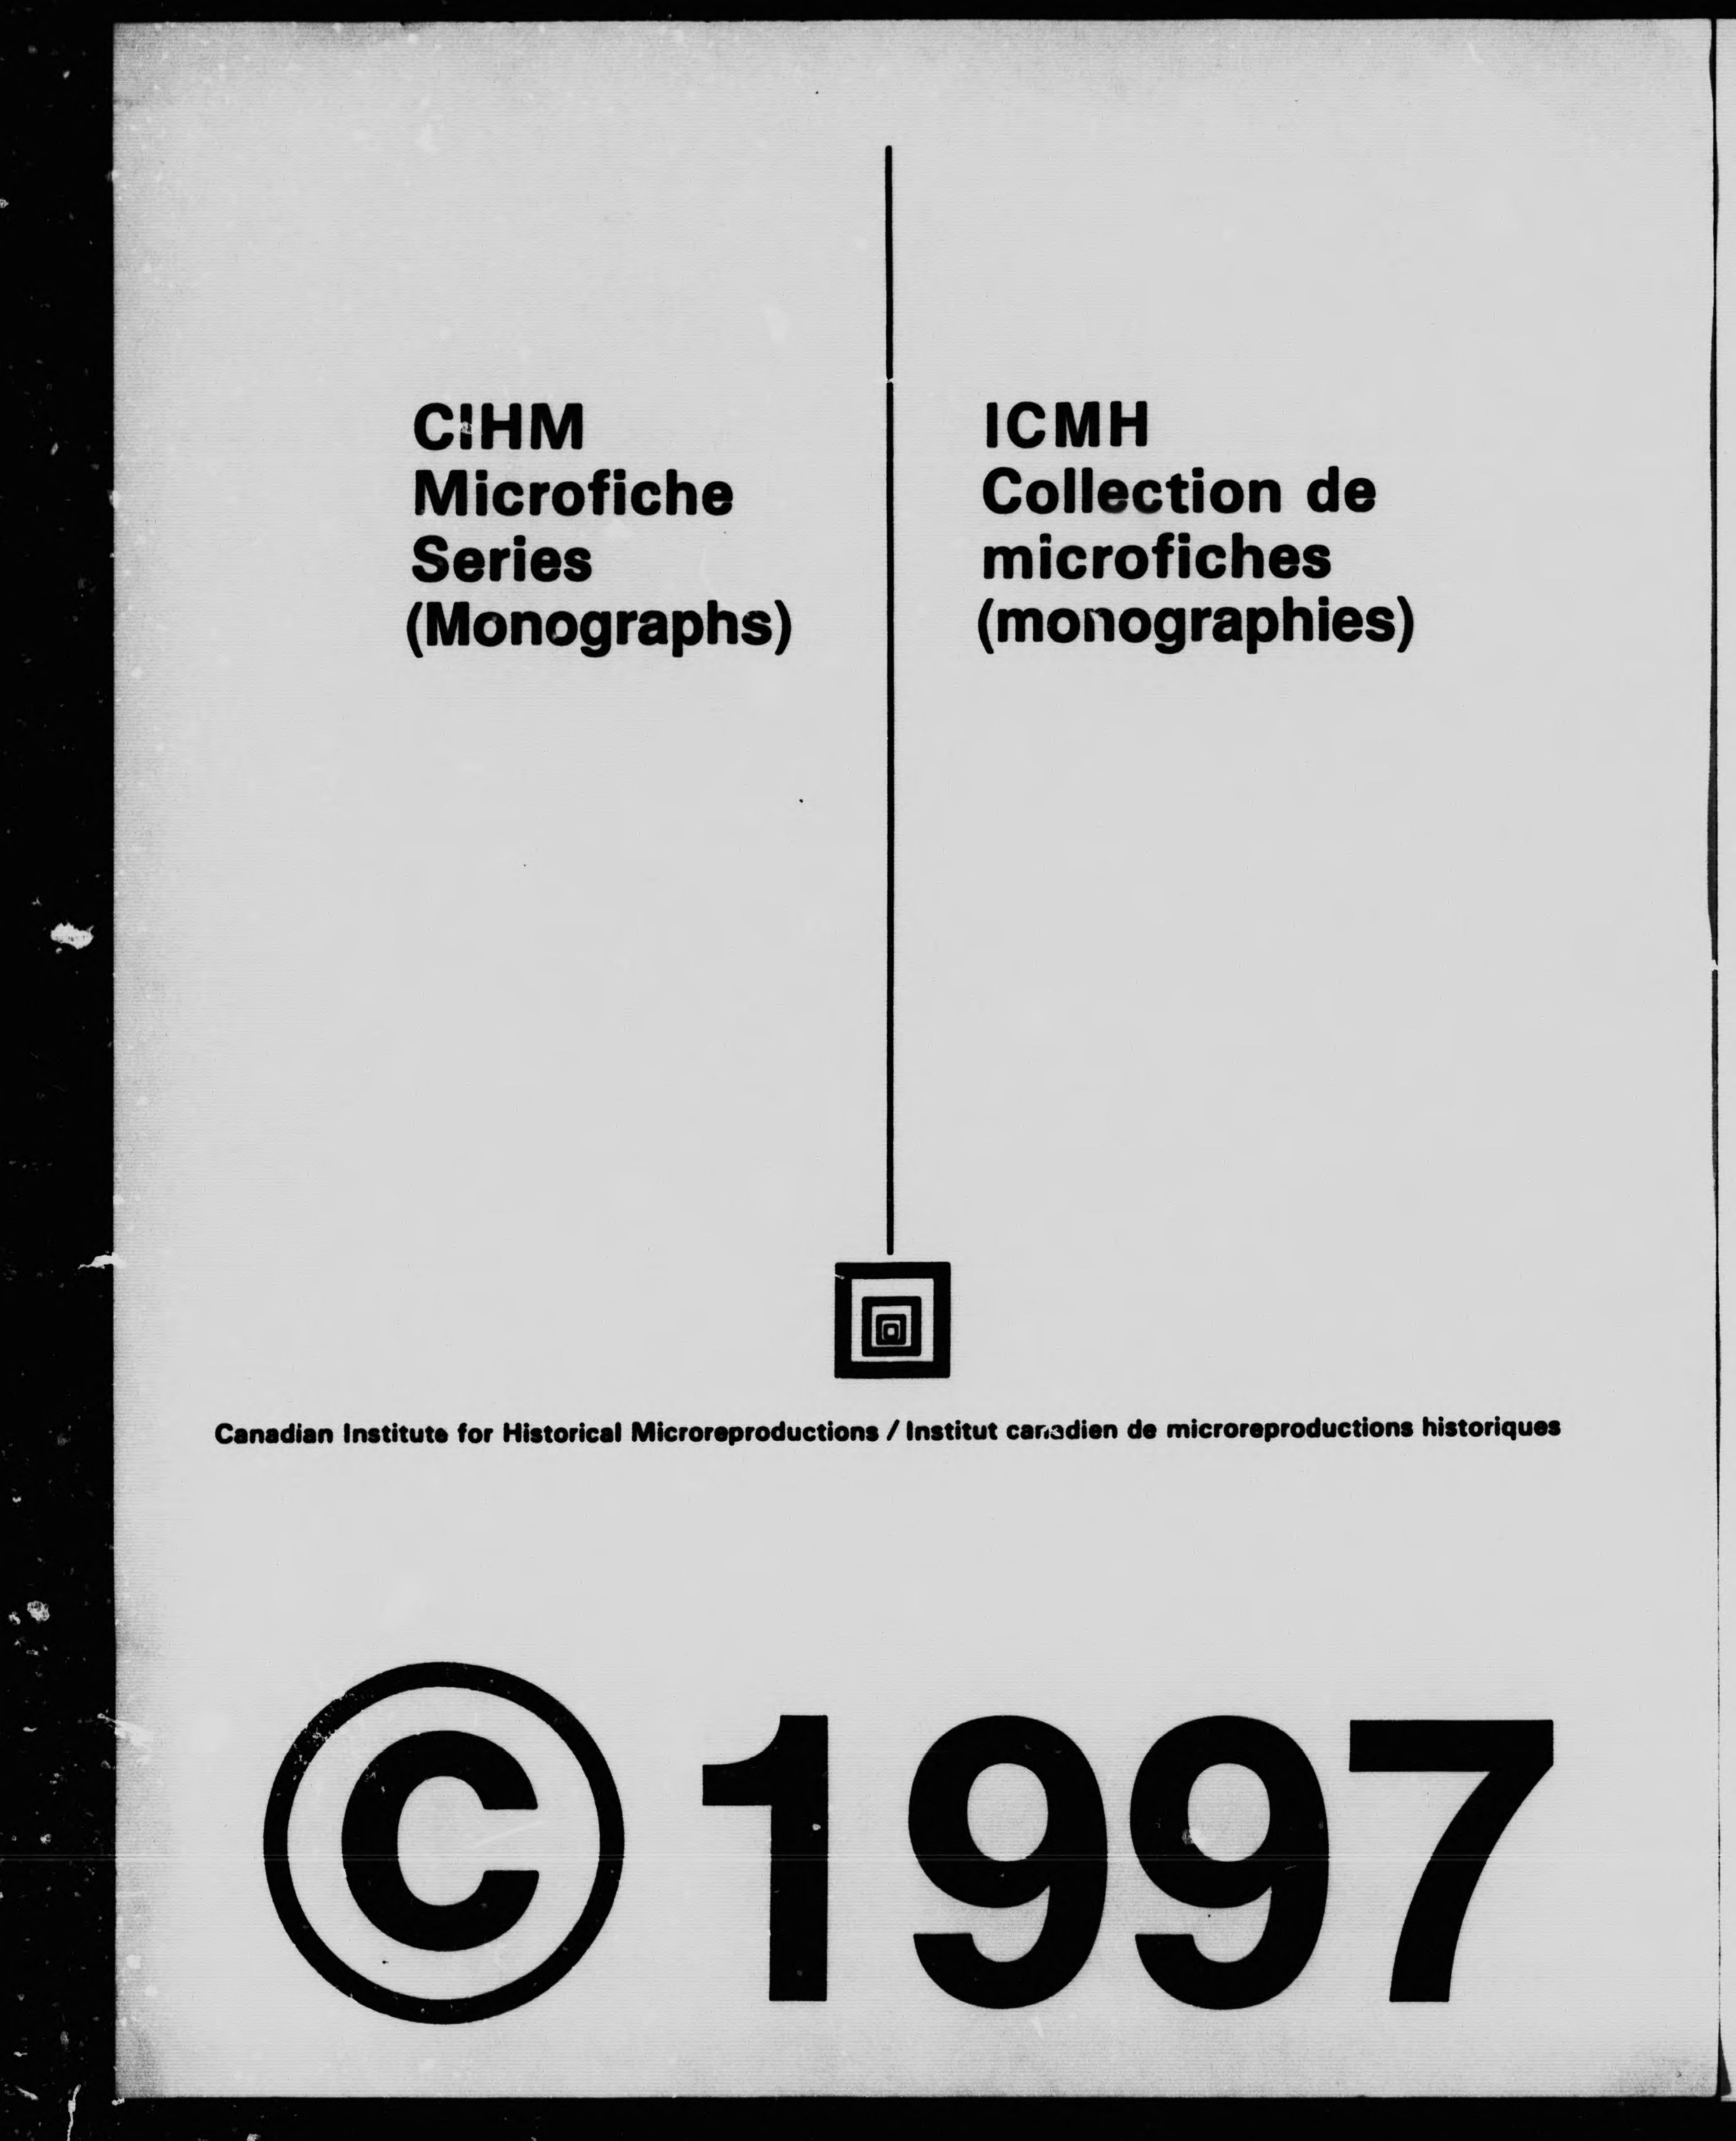 CIHM
Microfiche
Series
(Monographs)
ICMH
Collection de
microfiches
(monographies)
Canadian Institute for Historical Microreproductions / Institut canadien de microreproductions historiques
© 1997